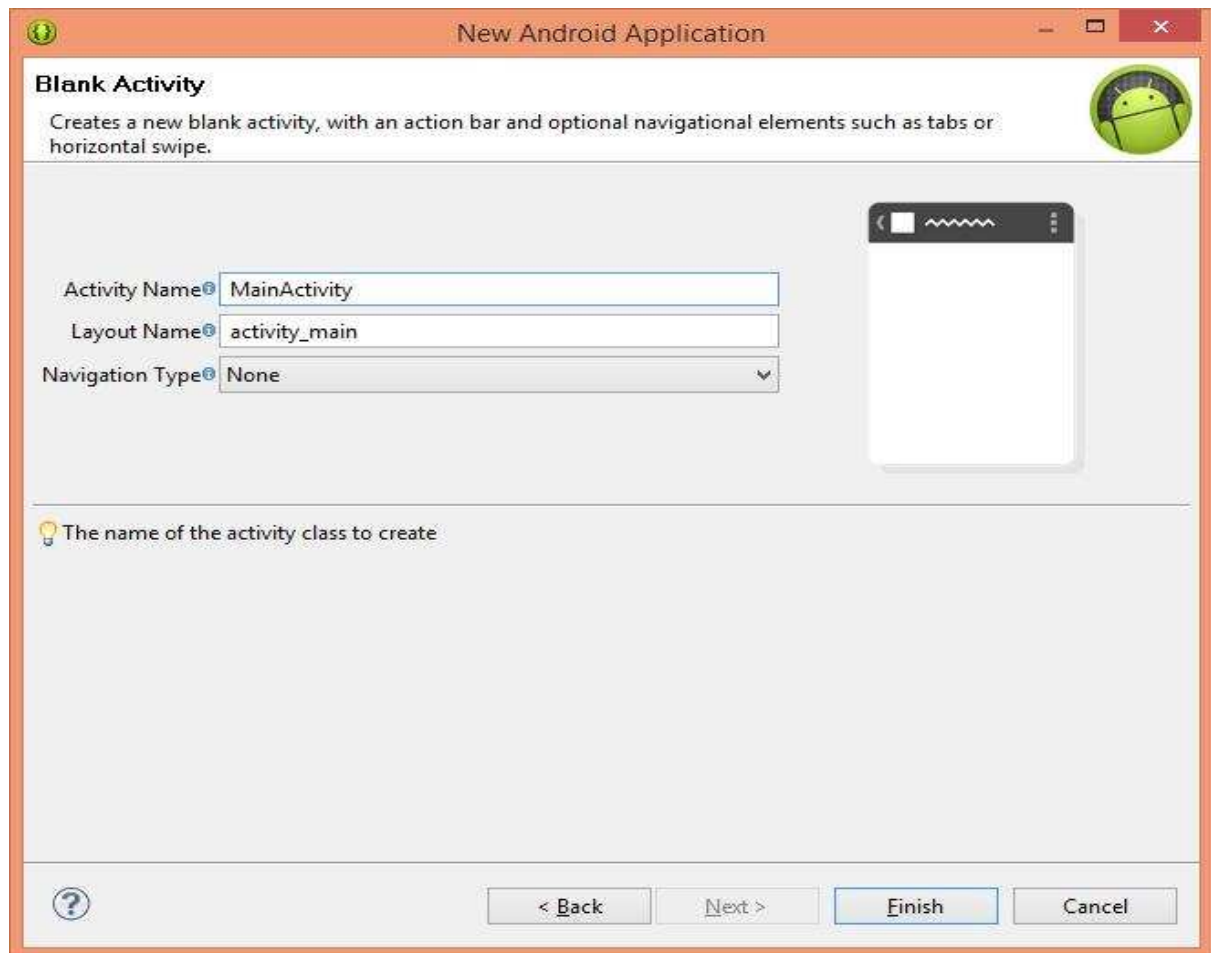 New Android Application
Blank Activity
Creates a new blank activity, with an action bar and optional navigational elements such as tabs or
horizontal swipe.
Activity Name MainActivity
Layout Name activity_main
Navigation Type None
The name of the activity class to create
< Back Next > Finish Cancel